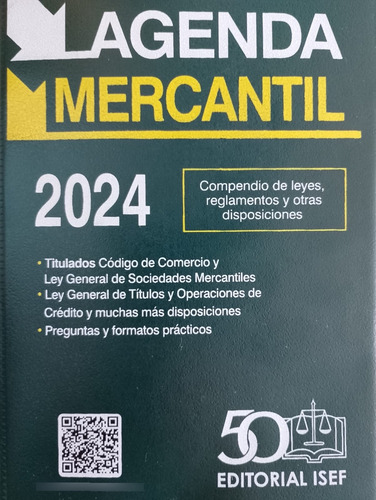 AGENDA
MERCANTIL
2024
Compendio de leyes,
reglamentos y otras
disposiciones
• Titulados Código de Comercio y
Ley General de Sociedades Mercantiles
• Ley General de Títulos y Operaciones de
Crédito y muchas más disposiciones
• Preguntas y formatos prácticos
50
EDITORIAL ISEF